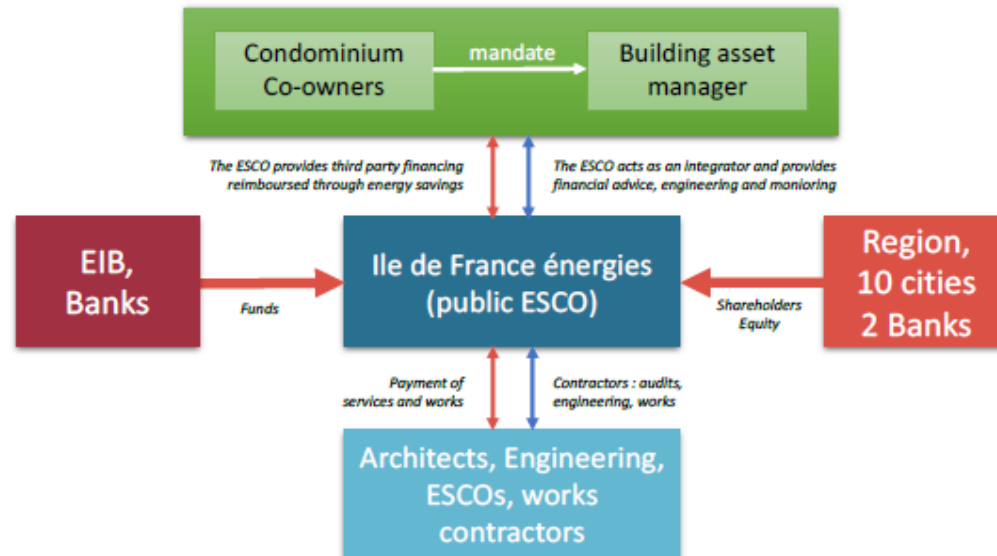 Condominium
Co-owners
mandate
Building asset
manager
The ESCO provides third party financing
reimboursed through energy savings
The ESCO acts as an integrator and provides
financial advice, engineering and monioring
EIB,
Banks
Funds
Ile de France énergies
(public ESCO)
Shareholders
Equity
Region,
10 cities
2 Banks
Payment of
services and works
Contractors : audits,
engineering, works
Architects, Engineering,
ESCOs, works
contractors